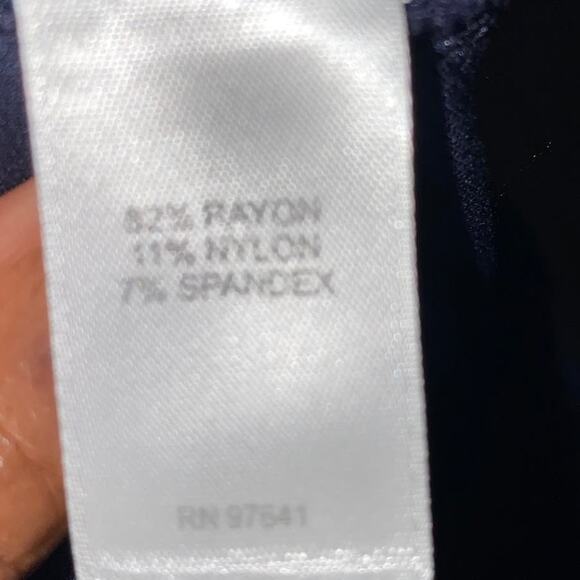 82% RAYON
11% NYLON
7% SPANDEX
RN 97641